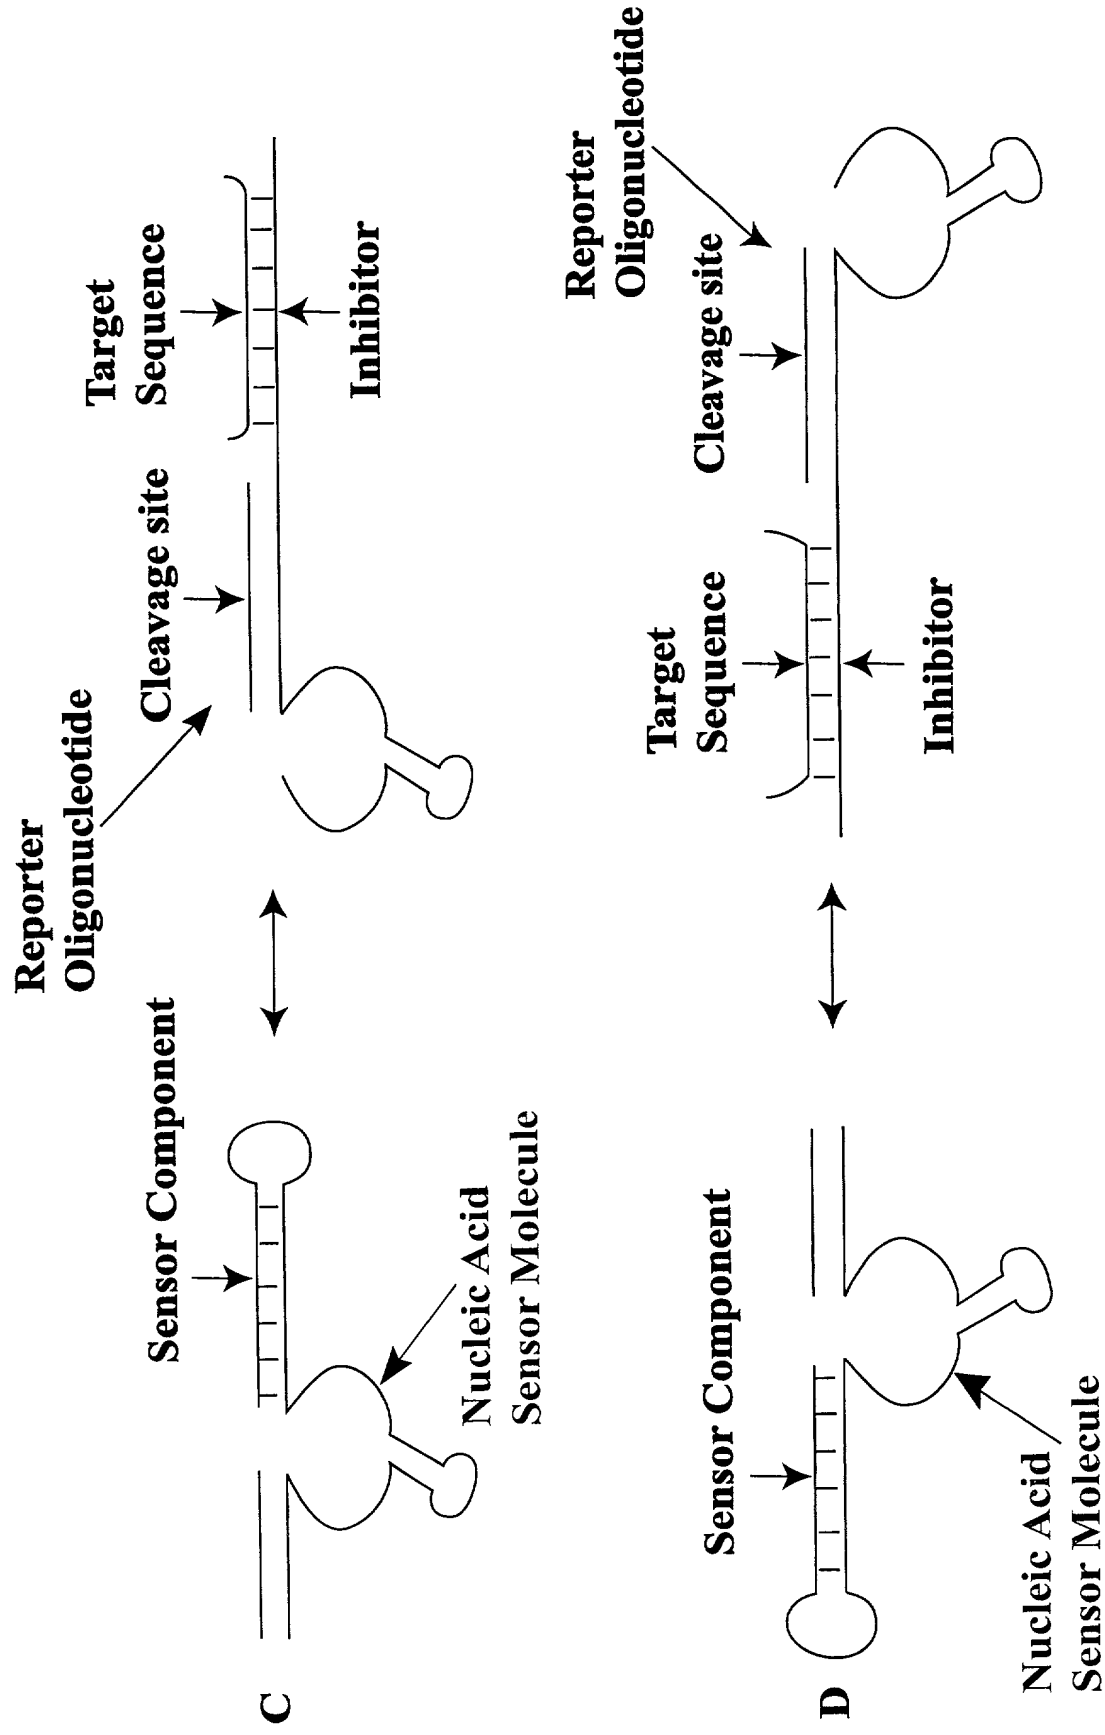 C
Sensor Component
Nucleic Acid
Sensor Molecule
Reporter
Oligonucleotide
Cleavage site
Target
Sequence
Inhibitor
D
Sensor Component
Nucleic Acid
Sensor Molecule
Target
Sequence
Inhibitor
Cleavage site
Reporter
Oligonucleotide